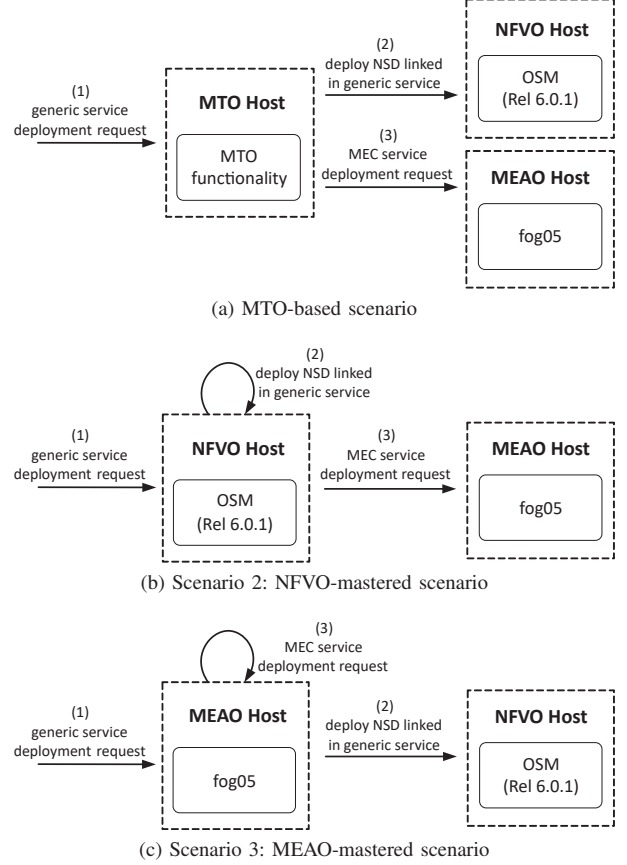 (1)
generic service
deployment request
MTO Host
MTO
functionality
(2)
deploy NSD linked
in generic service
(3)
MEC service
deployment request
NFVO Host
OSM
(Rel 6.0.1)
MEAO Host
fog05
(a) MTO-based scenario
(2)
deploy NSD linked
in generic service
(1)
generic service
deployment request
NFVO Host
OSM
(Rel 6.0.1)
(3)
MEC service
deployment request
MEAO Host
fog05
(b) Scenario 2: NFVO-mastered scenario
(3)
MEC service
deployment request
(1)
generic service
deployment request
MEAO Host
fog05
(2)
deploy NSD linked
in generic service
NFVO Host
OSM
(Rel 6.0.1)
(c) Scenario 3: MEAO-mastered scenario